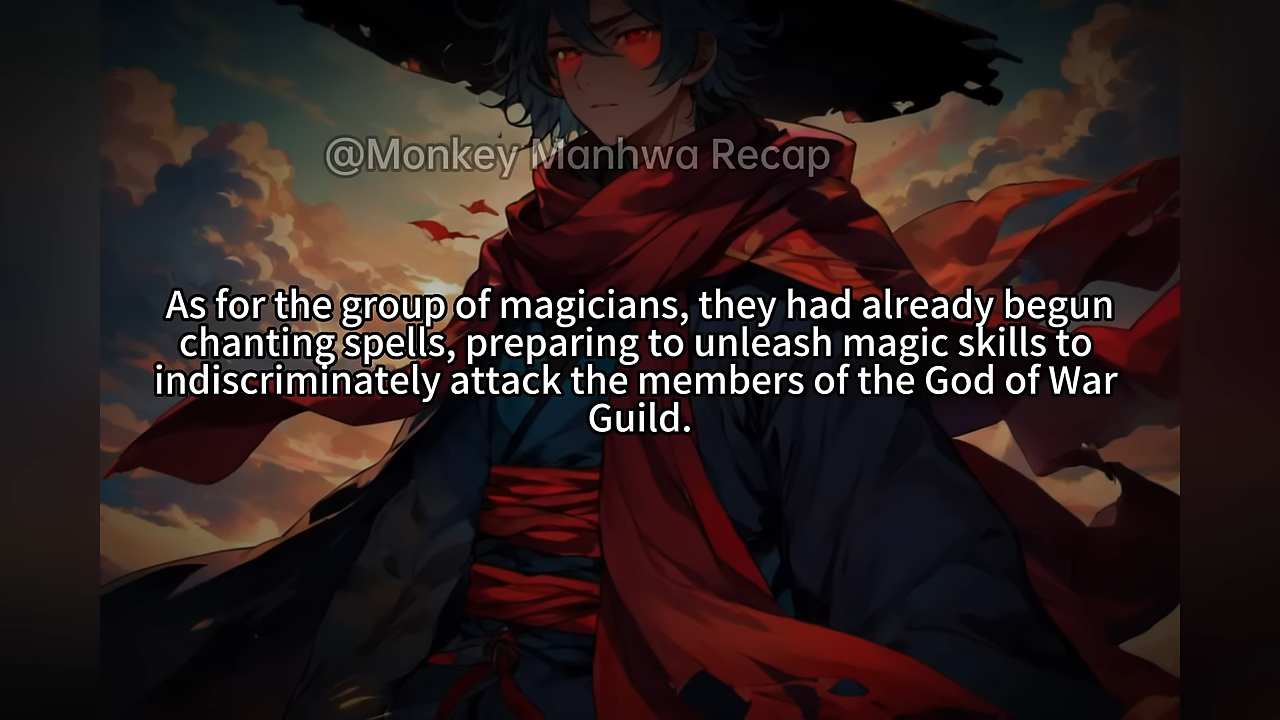 @Monkey Manhwa Recap
As for the group of magicians, they had already begun
chanting spells, preparing to unleash magic skills to
indiscriminately attack the members of the God of War
Guild.